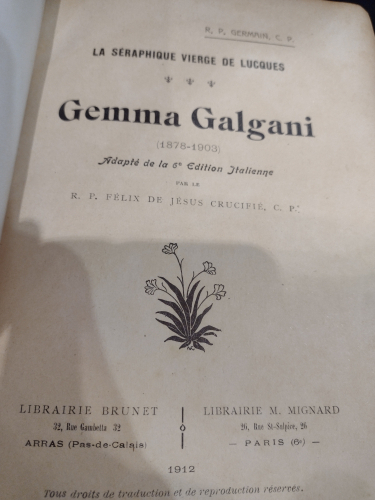 R. P. GERMAIN, C. P.
LA SÉRAPHIQUE VIERGE DE LUCQUES
Gemma Galgani
(1878-1903)
Adapté de la 6e Edition Italienne
PAR LE
R. P. FÉLIX DE JÉSUS CRUCIFIÉ, C. P.
LIBRAIRIE BRUNET
32, Rue Gambetta 32
ARRAS (Pas-de-Calais)
LIBRAIRIE M. MIGNARD
26, Rue St-Sulpice, 26
— PARIS (6e) —
1912
Tous droits de traduction et de reproduction réservés.